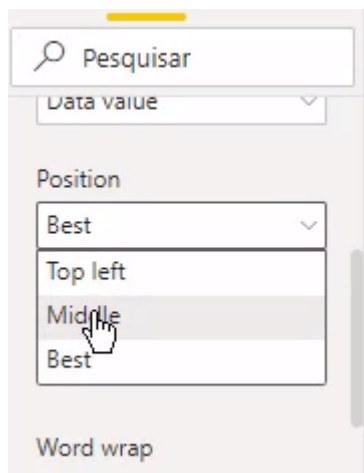 Pesquisar
Data value
Position
Best
Top left
Middle
Best
Word wrap